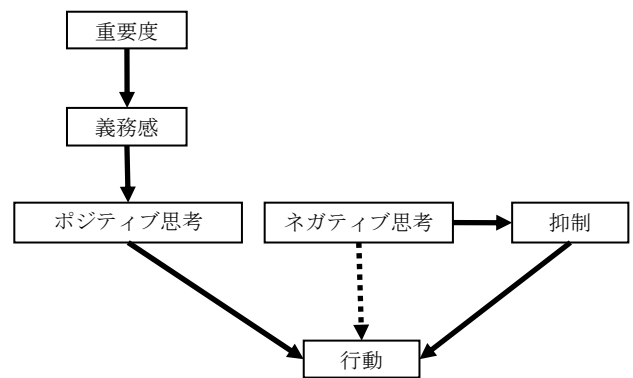 重要度
義務感
ポジティブ思考
ネガティブ思考
抑制
行動